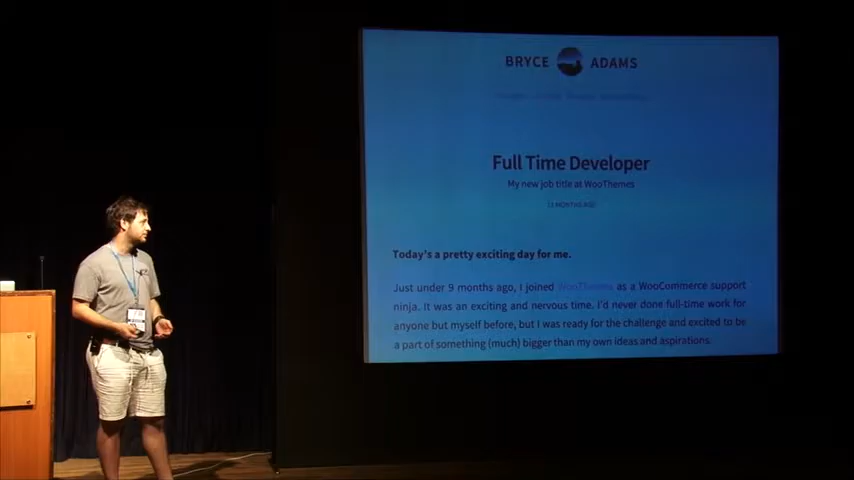 BRYCE ADAMS
Full Time Developer
My new job title at WooThemes
MONTHS AGO
Today's a pretty exciting day for me.
Just under 9 months ago, I joined WooThemes as a WooCommerce support
ninja. It was an exciting and nervous time. I'd never done full-time work for
anyone but myself before, but I was ready for the challenge and excited to be
a part of something (much) bigger than my own ideas and aspirations.